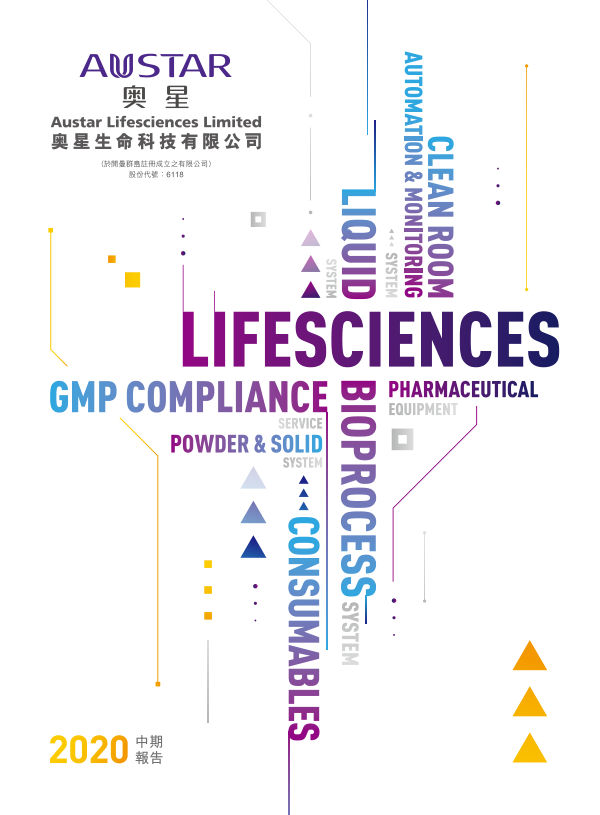 AUSTAR
奧星
Austar Lifesciences Limited
奧星生命科技有限公司
(於開曼群島註冊成立之有限公司)
股份代號：6118
AUTOMATION & MONITORING
SYSTEM
CLEAN ROOM
LIQUID
SYSTEM
LIFESCIENCES
GMP COMPLIANCE
SERVICE
PHARMACEUTICAL
EQUIPMENT
POWDER & SOLID
SYSTEM
BIOPROCESS
SYSTEM
CONSUMABLES
2020 中期
報告